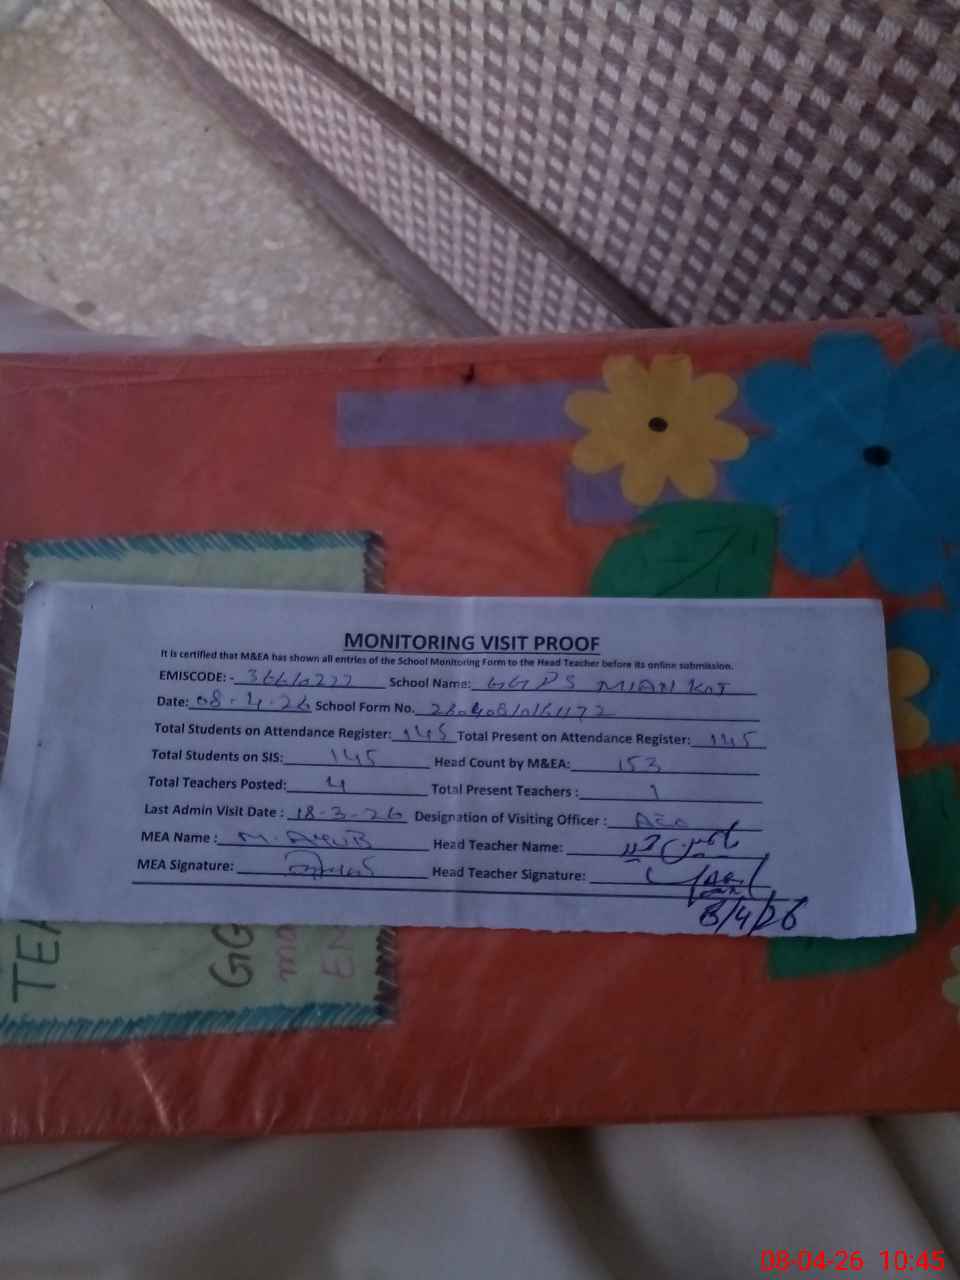 MONITORING VISIT PROOF
It is certified that M&EA has shown all entries of the School Monitoring Form to the Head Teacher before its online submission.
EMISCODE: - School Name: GGPS MIAN KOT
Date: 08-4-26 School Form No.
Total Students on Attendance Register: 145 Total Present on Attendance Register: 145
Total Students on SIS: 145 Head Count by M&EA: 153
Total Teachers Posted: 4 Total Present Teachers : 1
Last Admin Visit Date : 18-3-26 Designation of Visiting Officer : AEO
MEA Name : M. AYUB Head Teacher Name:
MEA Signature: Head Teacher Signature:
8/4/26
GG
EN
08-04-26 10:45